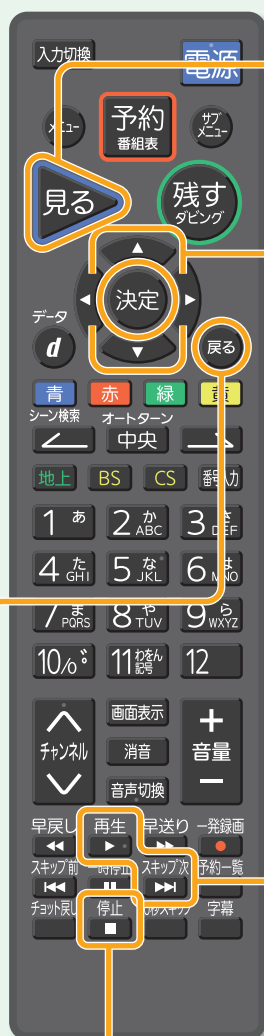 入力切換
電源
メニュー
予約
番組表
サブ
メニュー
見る
残す
ダビング
決定
データ
d
戻る
青
赤
緑
黄
シーン検索
オートターン
中央
地上
BS
CS
番号入力
1 あ
2 か ABC
3 さ DEF
4 た GHI
5 な JKL
6 は MNO
7 ま PQRS
8 や TUV
9 ら WXYZ
10/0
11 わをん 記号
12
チャンネル
画面表示
消音
音声切換
+
音量
−
早戻し
再生
早送り
一発録画
スキップ前
一時停止
スキップ次
予約一覧
チョット戻し
停止
字幕